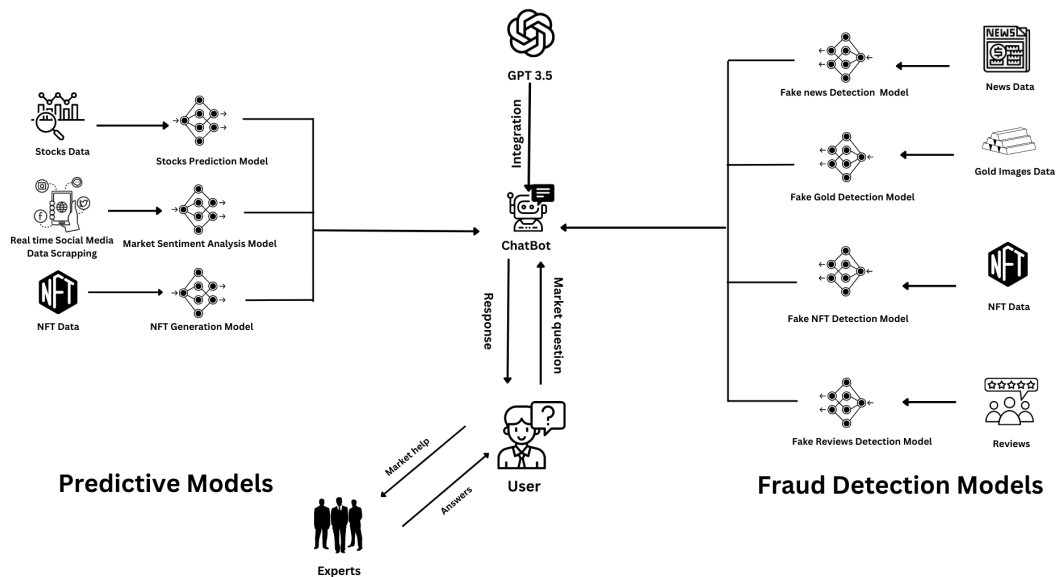 GPT 3.5
Integration
ChatBot
Response
Market question
User
Market help
Answers
Experts
Stocks Data
Stocks Prediction Model
Real time Social Media
Data Scrapping
Market Sentiment Analysis Model
NFT
NFT Data
NFT Generation Model
Predictive Models
NEWS
News Data
Fake news Detection Model
Gold Images Data
Fake Gold Detection Model
NFT
NFT Data
Fake NFT Detection Model
Reviews
Fake Reviews Detection Model
Fraud Detection Models